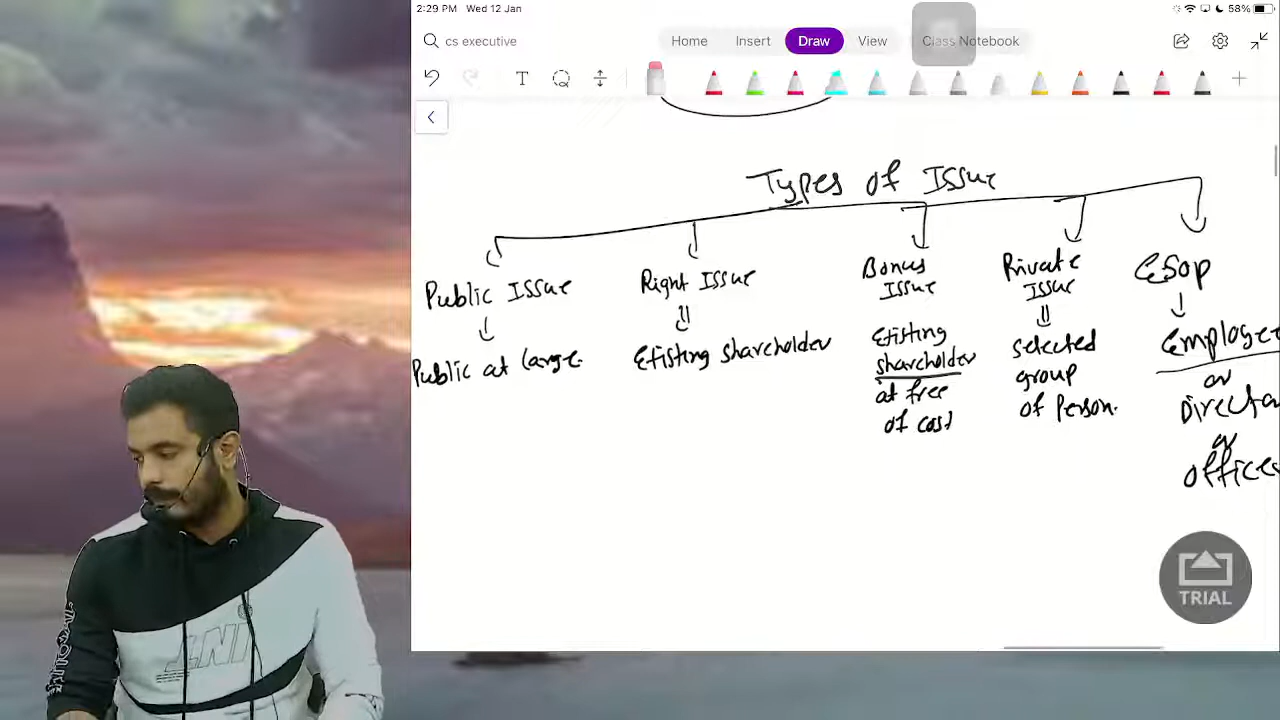 2:29 PM Wed 12 Jan
58%
cs executive
Home Insert Draw View Class Notebook
T
Types of Issue
Public Issue
Public at large.
Right Issue
Existing shareholder
Bonus
Issue
Existing
shareholder
at free
of cost
Private
Issue
selected
group
of Person.
ESOP
Employee
or
Director
or
office
TRIAL